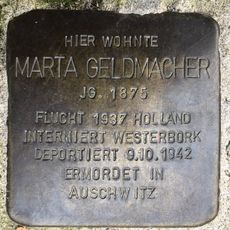 HIER WOHNTE
MARTA GELDMACHER
JG. 1875
FLUCHT 1937 HOLLAND
INTERNIERT WESTERBORK
DEPORTIERT 9.10.1942
ERMORDET IN
AUSCHWITZ